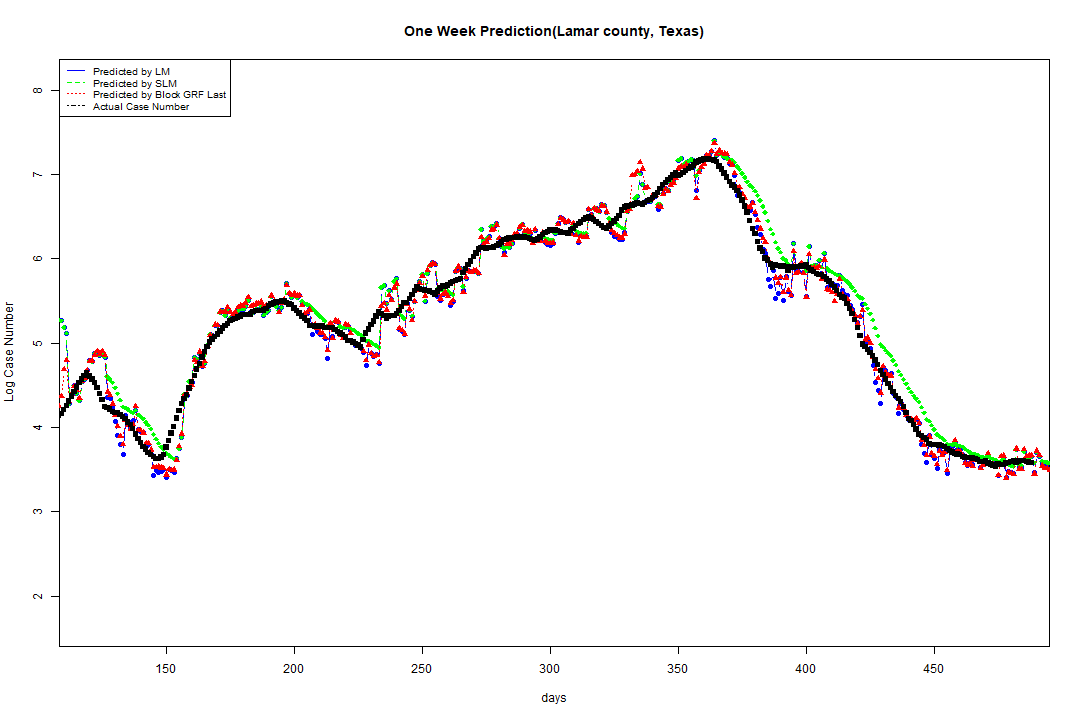 One Week Prediction(Lamar county, Texas)
Predicted by LM
Predicted by SLM
Predicted by Block GRF Last
Actual Case Number
8
7
6
5
4
3
2
Log Case Number
150 200 250 300 350 400 450
days